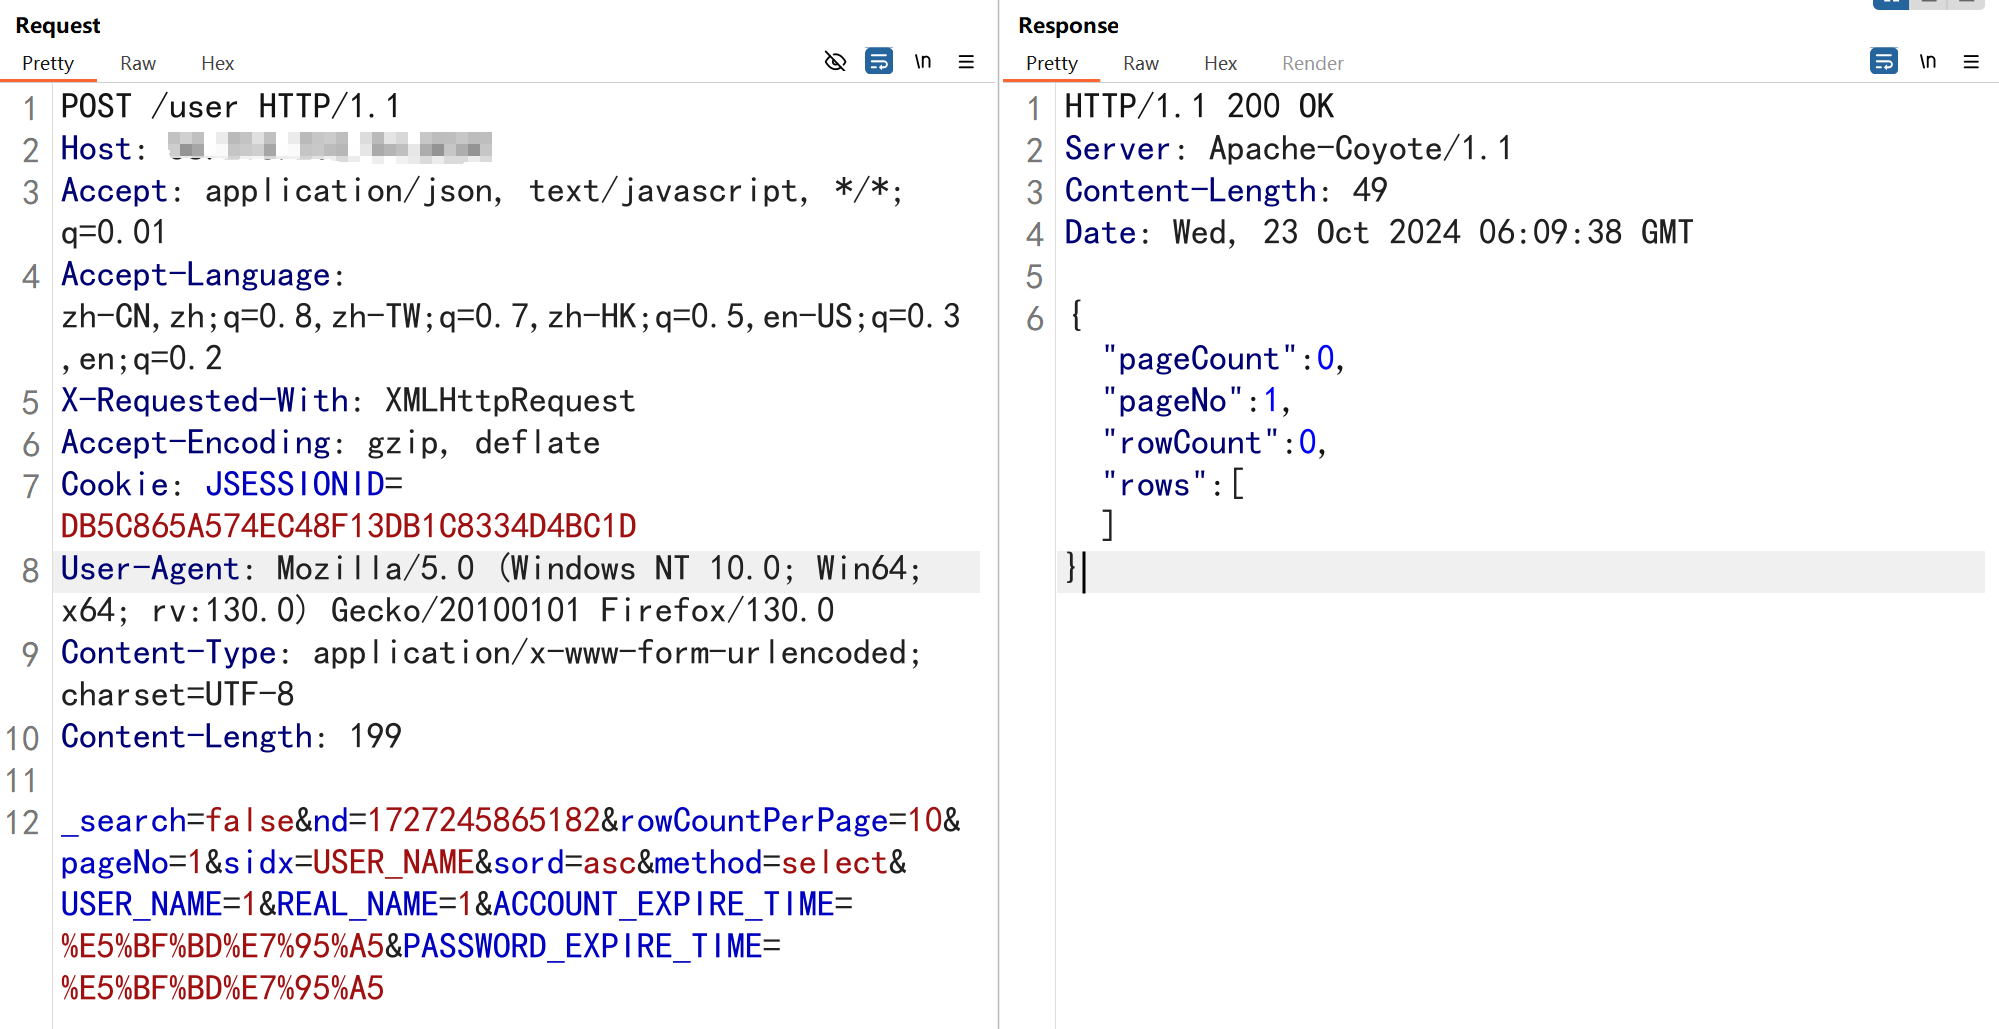 Request
Pretty Raw Hex
\n
1 POST /user HTTP/1.1
2 Host:
3 Accept: application/json, text/javascript, */*;
q=0.01
4 Accept-Language:
zh-CN,zh;q=0.8,zh-TW;q=0.7,zh-HK;q=0.5,en-US;q=0.3
,en;q=0.2
5 X-Requested-With: XMLHttpRequest
6 Accept-Encoding: gzip, deflate
7 Cookie: JSESSIONID=
DB5C865A574EC48F13DB1C8334D4BC1D
8 User-Agent: Mozilla/5.0 (Windows NT 10.0; Win64;
x64; rv:130.0) Gecko/20100101 Firefox/130.0
9 Content-Type: application/x-www-form-urlencoded;
charset=UTF-8
10 Content-Length: 199
11
12 _search=false&nd=1727245865182&rowCountPerPage=10&
pageNo=1&sidx=USER_NAME&sord=asc&method=select&
USER_NAME=1&REAL_NAME=1&ACCOUNT_EXPIRE_TIME=
%E5%BF%BD%E7%95%A5&PASSWORD_EXPIRE_TIME=
%E5%BF%BD%E7%95%A5
Response
Pretty Raw Hex Render
\n
1 HTTP/1.1 200 OK
2 Server: Apache-Coyote/1.1
3 Content-Length: 49
4 Date: Wed, 23 Oct 2024 06:09:38 GMT
5
6 {
"pageCount":0,
"pageNo":1,
"rowCount":0,
"rows":[
]
}